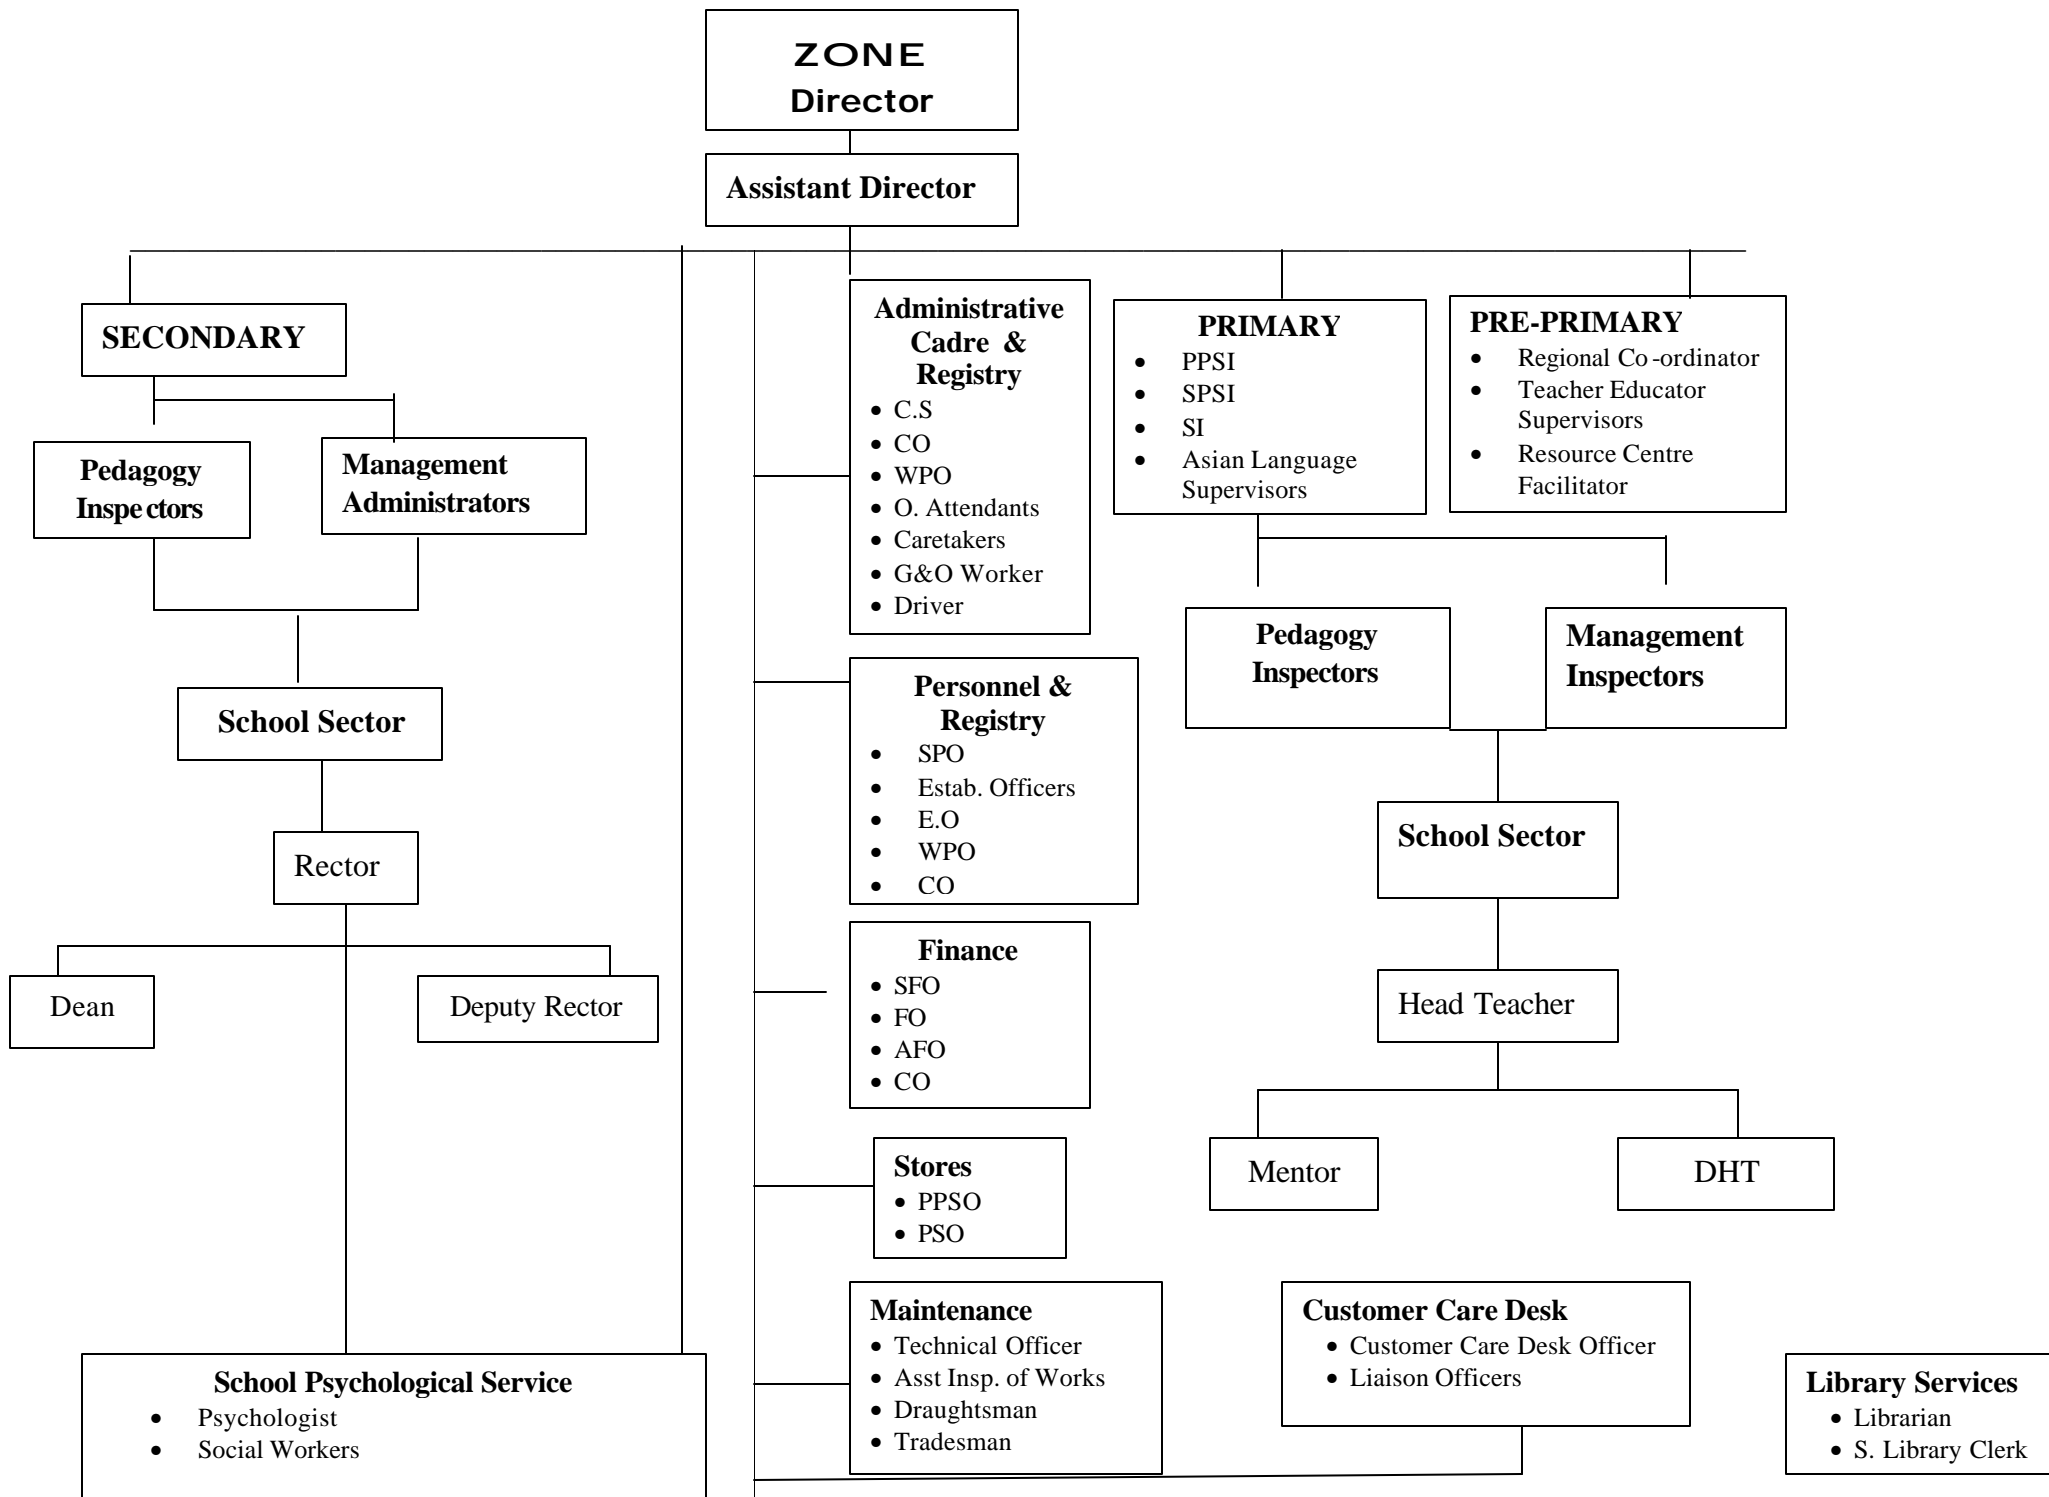 ZONE
Director
Assistant Director
SECONDARY
Pedagogy
Inspectors
Management
Administrators
School Sector
Rector
Dean
Deputy Rector
School Psychological Service
• Psychologist
• Social Workers
Administrative
Cadre &
Registry
• C.S
• CO
• WPO
• O. Attendants
• Caretakers
• G&O Worker
• Driver
Personnel &
Registry
• SPO
• Estab. Officers
• E.O
• WPO
• CO
Finance
• SFO
• FO
• AFO
• CO
Stores
• PPSO
• PSO
Maintenance
• Technical Officer
• Asst Insp. of Works
• Draughtsman
• Tradesman
PRIMARY
• PPSI
• SPSI
• SI
• Asian Language
Supervisors
PRE-PRIMARY
• Regional Co-ordinator
• Teacher Educator
Supervisors
• Resource Centre
Facilitator
Pedagogy
Inspectors
Management
Inspectors
School Sector
Head Teacher
Mentor
DHT
Customer Care Desk
• Customer Care Desk Officer
• Liaison Officers
Library Services
• Librarian
• S. Library Clerk